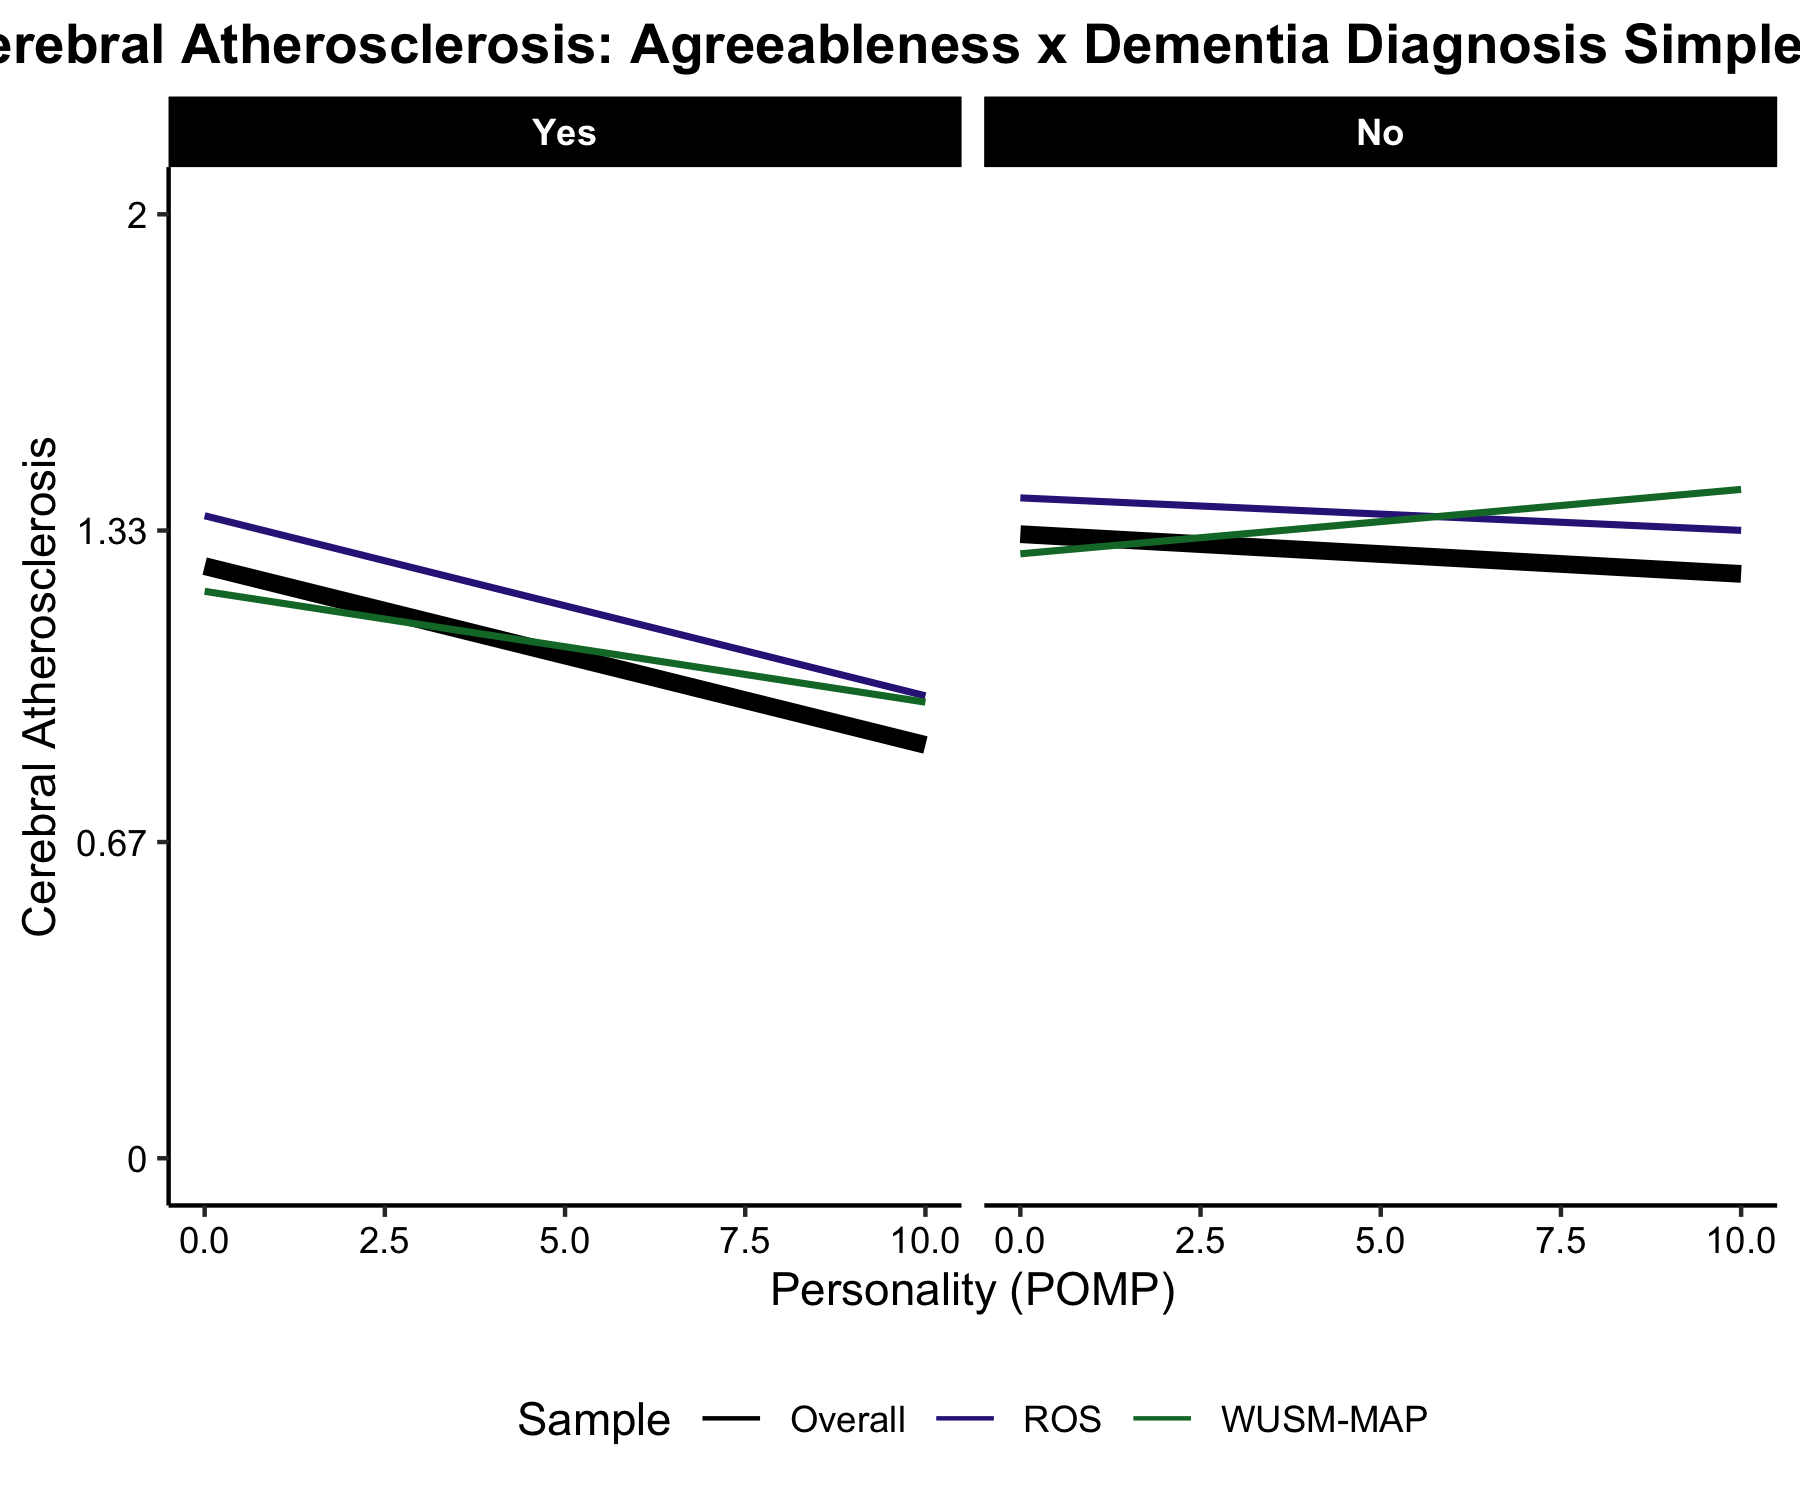 erebral Atherosclerosis: Agreeableness x Dementia Diagnosis Simple
Yes
No
2
1.33
0.67
0
Cerebral Atherosclerosis
0.0 2.5 5.0 7.5 10.0 0.0 2.5 5.0 7.5 10.0
Personality (POMP)
Sample Overall ROS WUSM-MAP